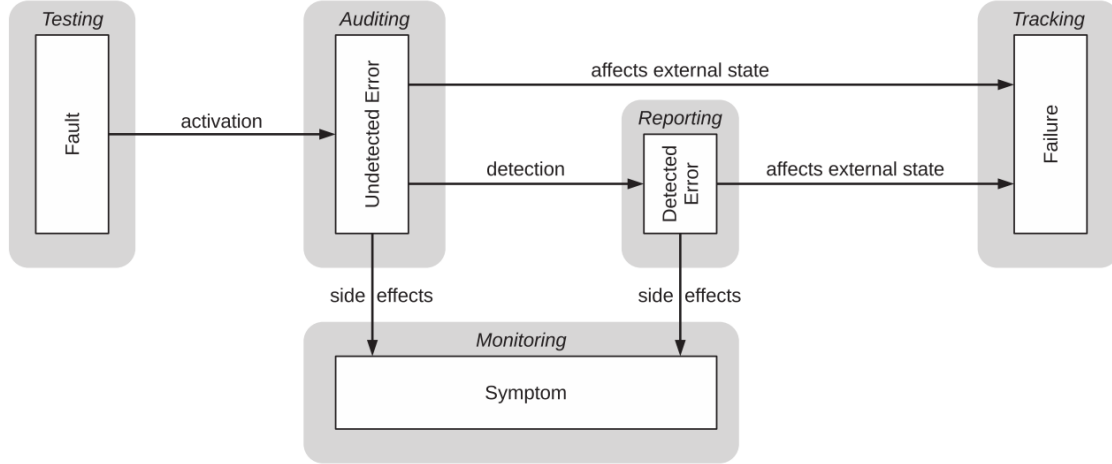 Testing
Auditing
Tracking
Fault
activation
Undetected Error
affects external state
Reporting
detection
Detected
Error
affects external state
Failure
side effects
side effects
Monitoring
Symptom